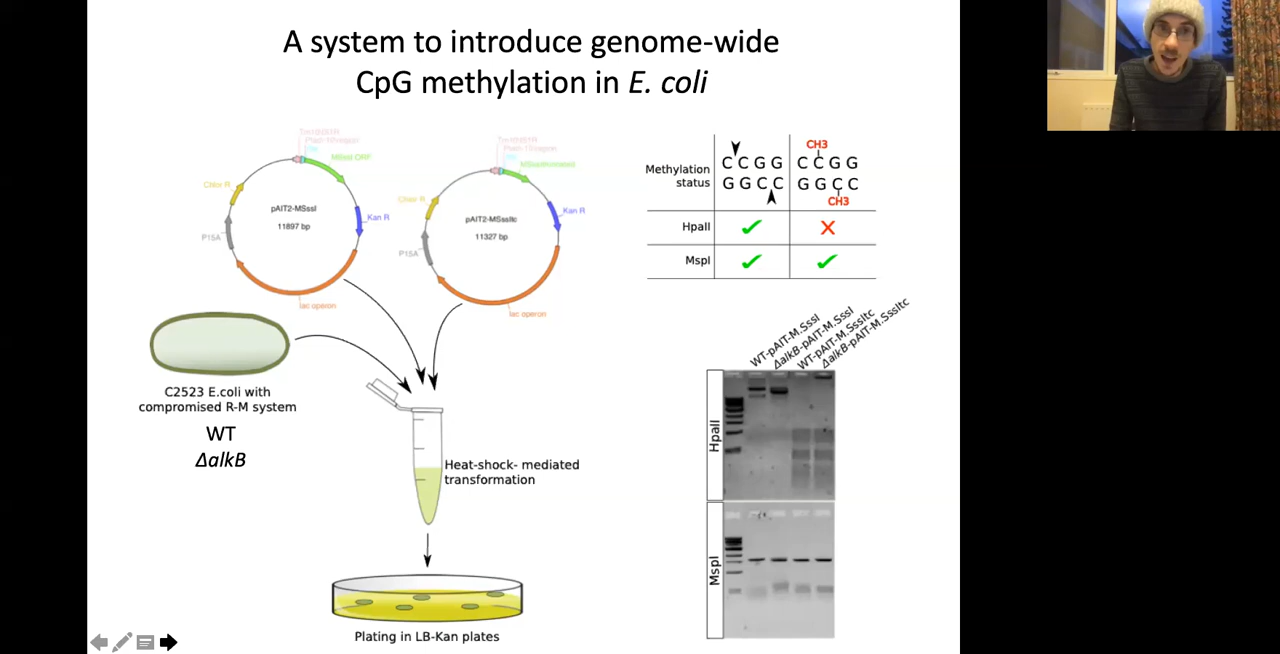 A system to introduce genome-wide
CpG methylation in E. coli
MSssI ORF
Chlor R
pAIT2-MSssI
11897 bp
Kan R
P15A
lac operon
Chlor R
pAIT2-MSssItc
11327 bp
Kan R
P15A
lac operon
C2523 E.coli with
compromised R-M system
WT
ΔalkB
Heat-shock- mediated
transformation
Plating in LB-Kan plates
Methylation
status
C C G G
G G C C
CH3
C C G G
G G C C
CH3
HpaII
MspI
WT-pAIT-M.SssI
ΔalkB-pAIT-M.SssI
WT-pAIT-M.SssItc
ΔalkB-pAIT-M.SssItc
HpaII
MspI